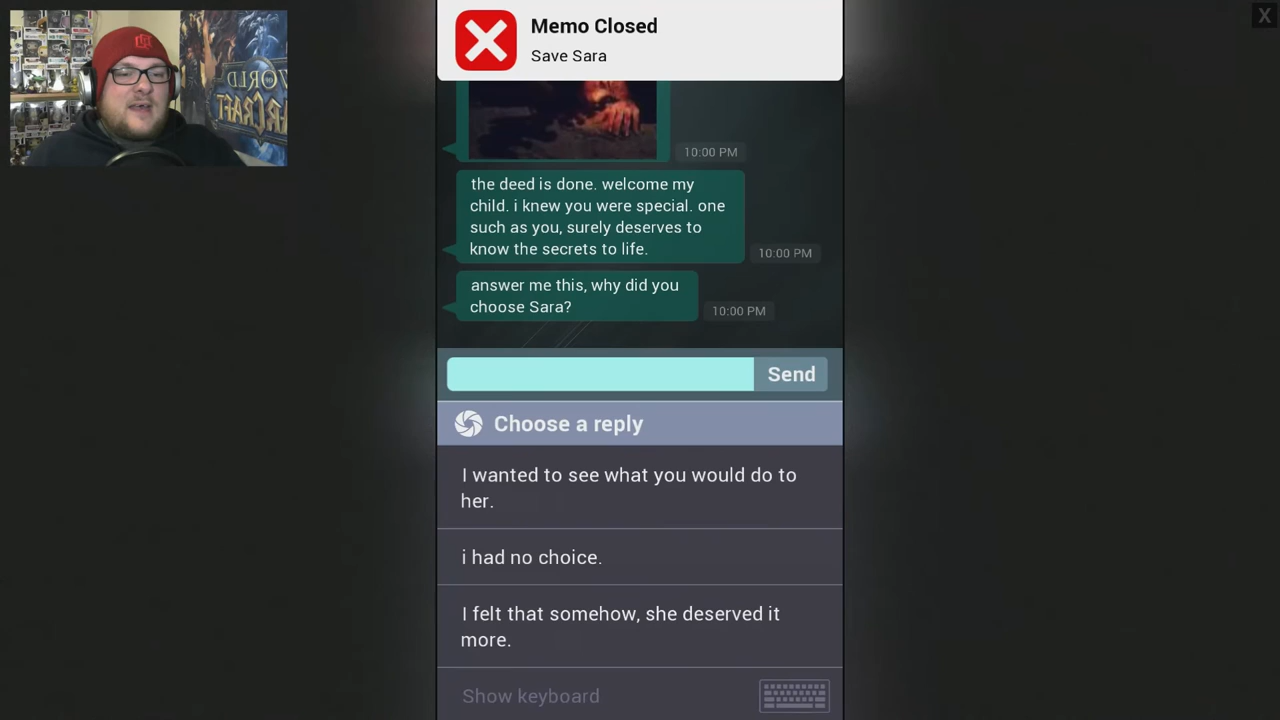 Memo Closed
Save Sara
X
WORLD
OF
WARCRAFT
10:00 PM
the deed is done. welcome my
child. i knew you were special. one
such as you, surely deserves to
know the secrets to life.
10:00 PM
answer me this, why did you
choose Sara?
10:00 PM
Send
Choose a reply
I wanted to see what you would do to
her.
i had no choice.
I felt that somehow, she deserved it
more.
Show keyboard